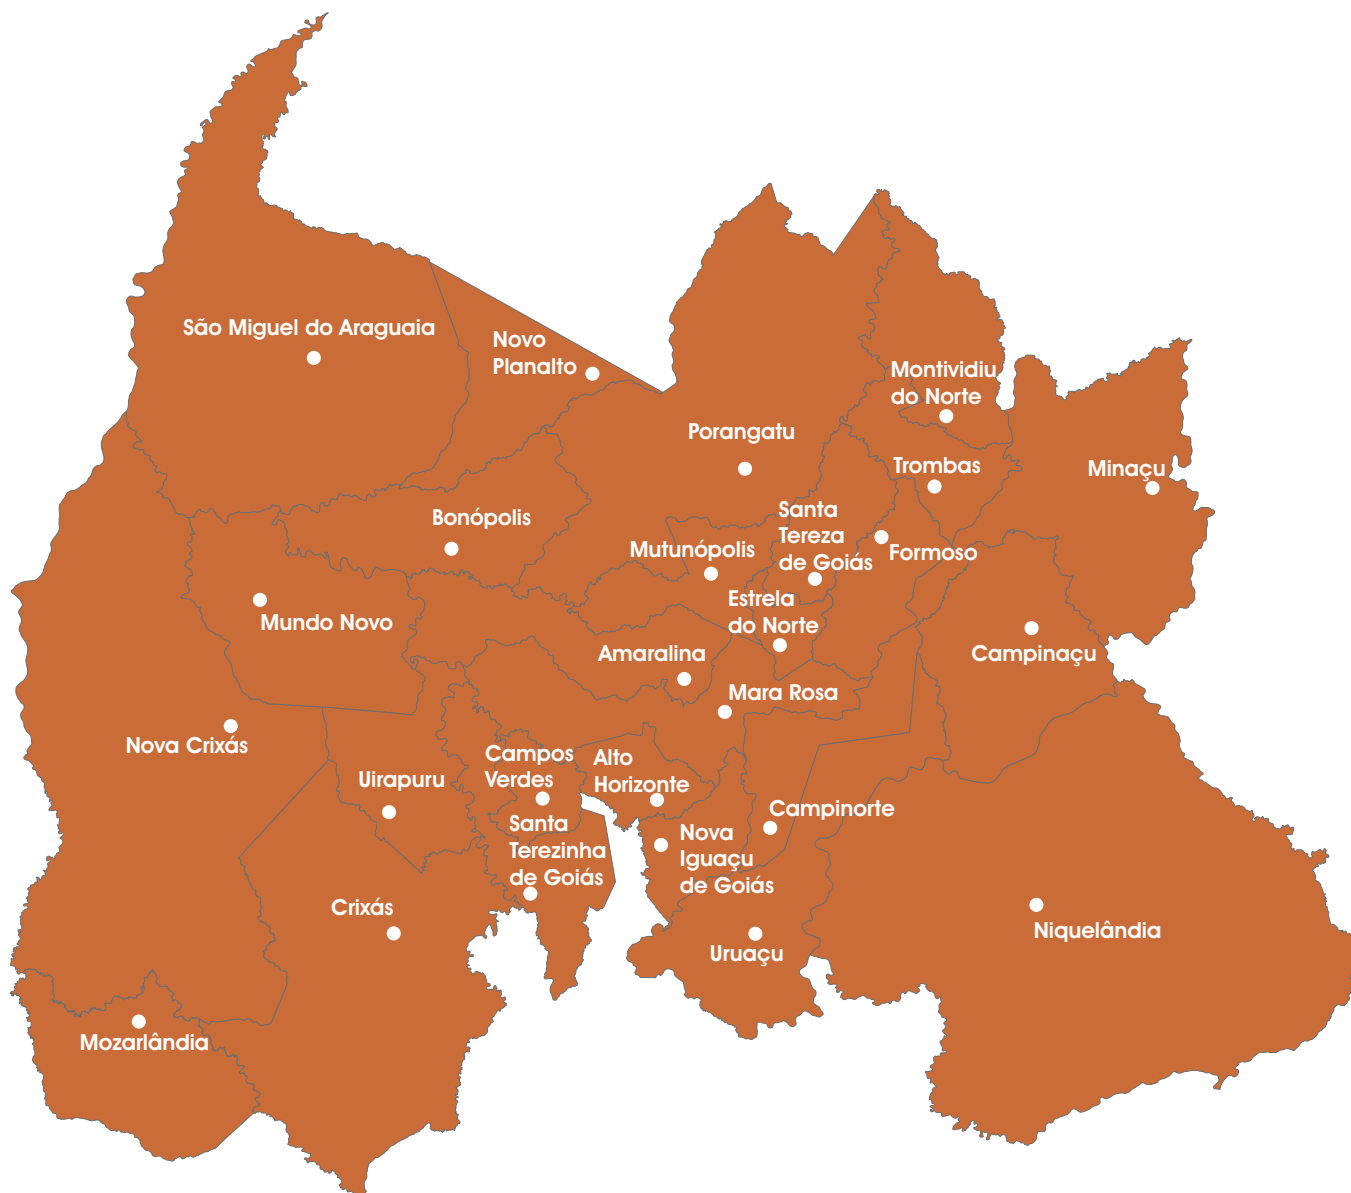 São Miguel do Araguaia
Novo
Planalto
Montividiu
do Norte
Porangatu
Trombas
Minaçu
Bonópolis
Santa
Tereza
de Goiás
Mutunópolis
Formoso
Mundo Novo
Estrela
do Norte
Amaralina
Campinaçu
Mara Rosa
Nova Crixás
Campos
Verdes
Alto
Horizonte
Uirapuru
Campinorte
Santa
Terezinha
de Goiás
Nova
Iguaçu
de Goiás
Crixás
Niquelândia
Uruaçu
Mozarlândia